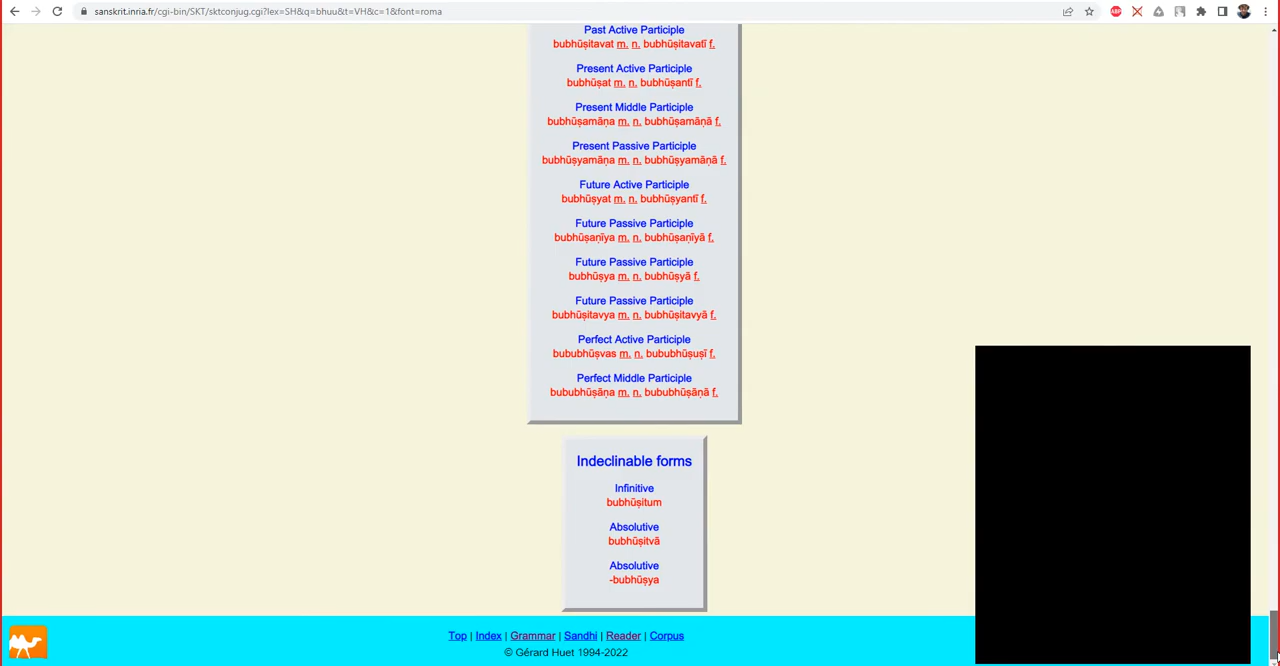 sanskrit.inria.fr/cgi-bin/SKT/sktconjug.cgi?lex=SH&q=bhuu&t=VH&c=1&font=roma
Past Active Participle
bubhūṣitavat m. n. bubhūṣitavatī f.
Present Active Participle
bubhūṣat m. n. bubhūṣantī f.
Present Middle Participle
bubhūṣamāṇa m. n. bubhūṣamāṇā f.
Present Passive Participle
bubhūṣyamāṇa m. n. bubhūṣyamāṇā f.
Future Active Participle
bubhūṣyat m. n. bubhūṣyantī f.
Future Passive Participle
bubhūṣaṇīya m. n. bubhūṣaṇīyā f.
Future Passive Participle
bubhūṣya m. n. bubhūṣyā f.
Future Passive Participle
bubhūṣitavya m. n. bubhūṣitavyā f.
Perfect Active Participle
bububhūṣvas m. n. bububhūṣuṣī f.
Perfect Middle Participle
bububhūṣāṇa m. n. bububhūṣāṇā f.
Indeclinable forms
Infinitive
bubhūṣitum
Absolutive
bubhūṣitvā
Absolutive
-bubhūṣya
Top | Index | Grammar | Sandhi | Reader | Corpus
© Gérard Huet 1994-2022